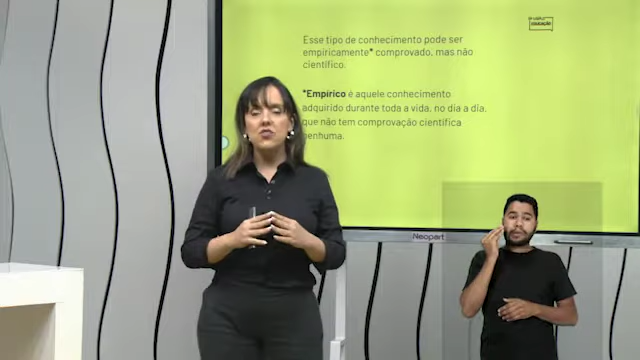 Esse tipo de conhecimento pode ser
empiricamente* comprovado, mas não
científico.
*Empírico é aquele conhecimento
adquirido durante toda a vida, no dia a dia,
que não tem comprovação científica
nenhuma.
Neopart